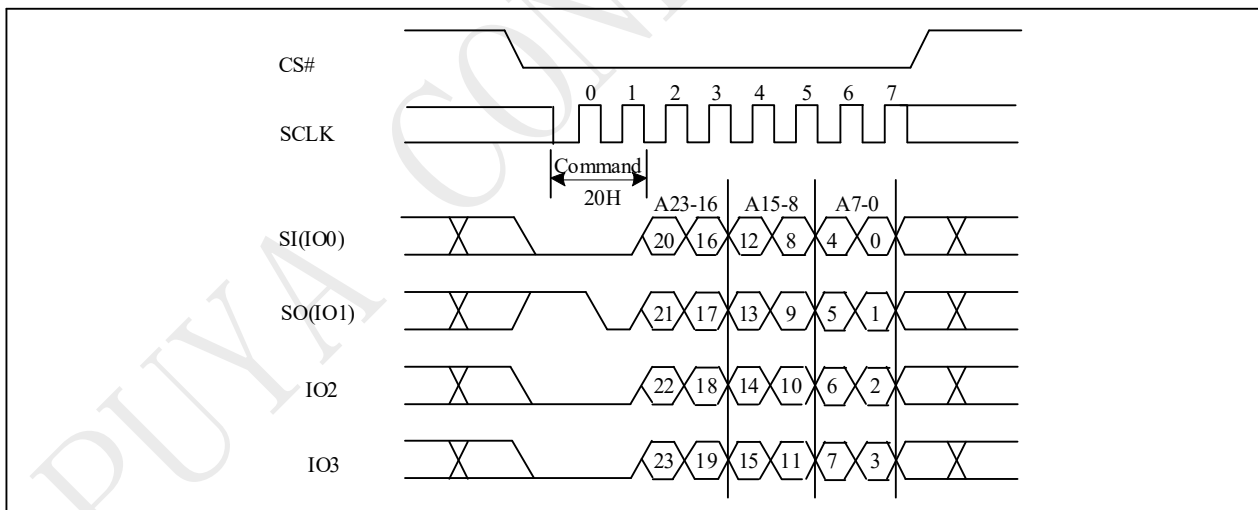 CS#
0 1 2 3 4 5 6 7
SCLK
Command
20H
A23-16 A15-8 A7-0
SI(IO0) 20 16 12 8 4 0
SO(IO1) 21 17 13 9 5 1
IO2 22 18 14 10 6 2
IO3 23 19 15 11 7 3
PUYA CON